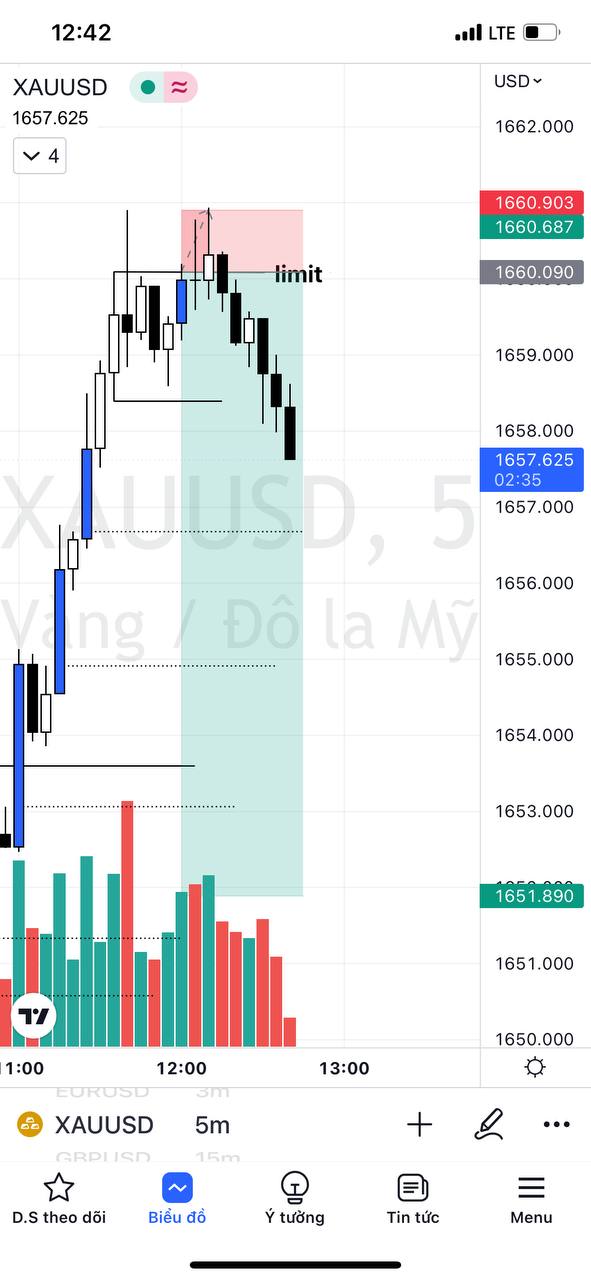 12:42
LTE
XAUUSD
USD
1657.625
4
1662.000
1660.903
1660.687
1660.090
limit
1659.000
1658.000
1657.625
02:35
1657.000
XAUUSD, 5
1656.000
Vàng / Đô la Mỹ
1655.000
1654.000
1653.000
1651.890
1651.000
1650.000
11:00
12:00
13:00
EURUSD 3m
XAUUSD 5m
GBPUSD 15m
D.S theo dõi
Biểu đồ
Ý tưởng
Tin tức
Menu